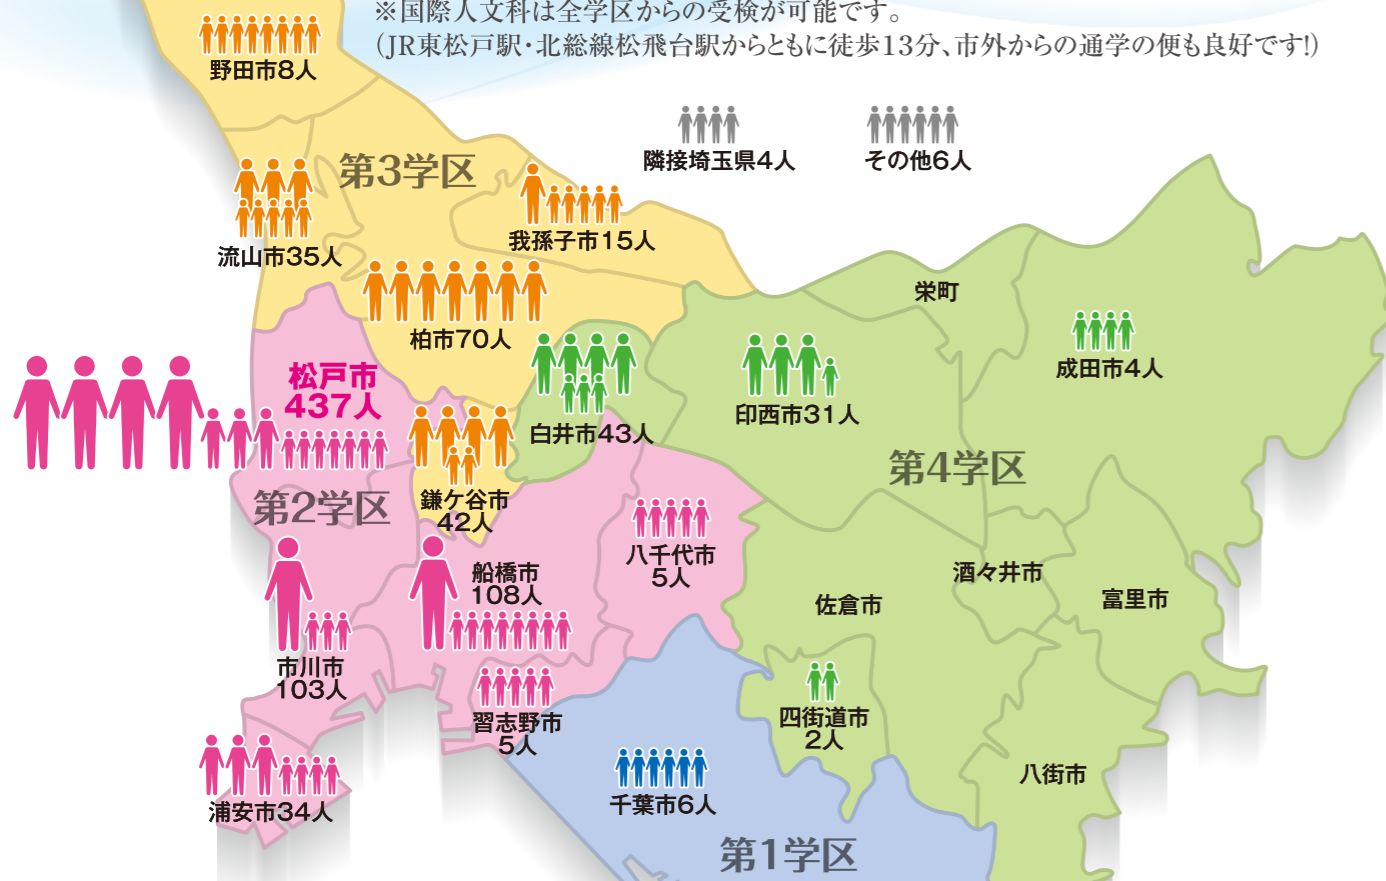 ※国際人文科は全学区からの受検が可能です。
（JR東松戸駅・北総線松飛台駅からともに徒歩13分、市外からの通学の便も良好です!）
野田市8人
隣接埼玉県4人
その他6人
第3学区
流山市35人
我孫子市15人
柏市70人
栄町
成田市4人
松戸市
437人
白井市43人
印西市31人
第4学区
第2学区
鎌ケ谷市
42人
八千代市
5人
船橋市
108人
酒々井市
佐倉市
富里市
市川市
103人
習志野市
5人
四街道市
2人
八街市
浦安市34人
千葉市6人
第1学区